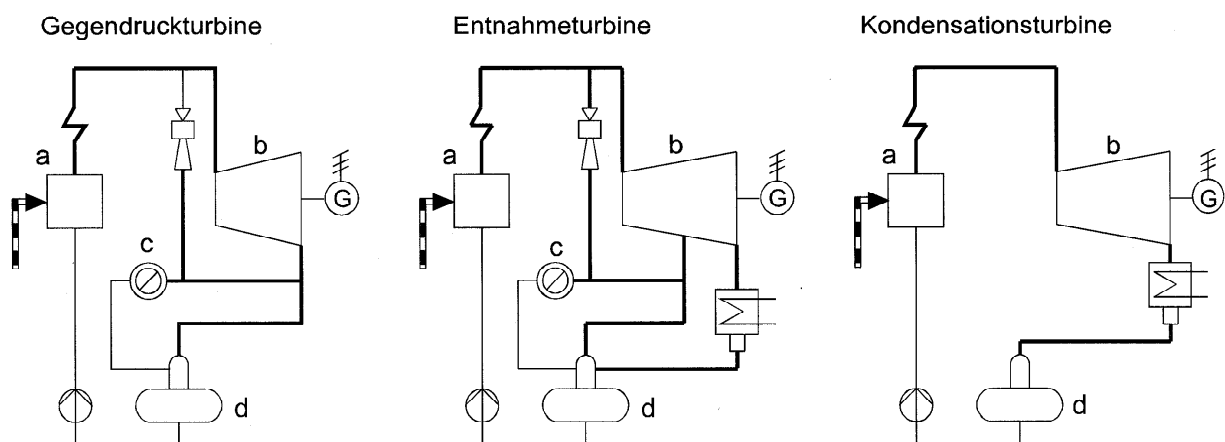 Gegendruckturbine
Entnahmeturbine
Kondensationsturbine
a
b
G
c
d
a
b
G
c
d
a
b
G
d